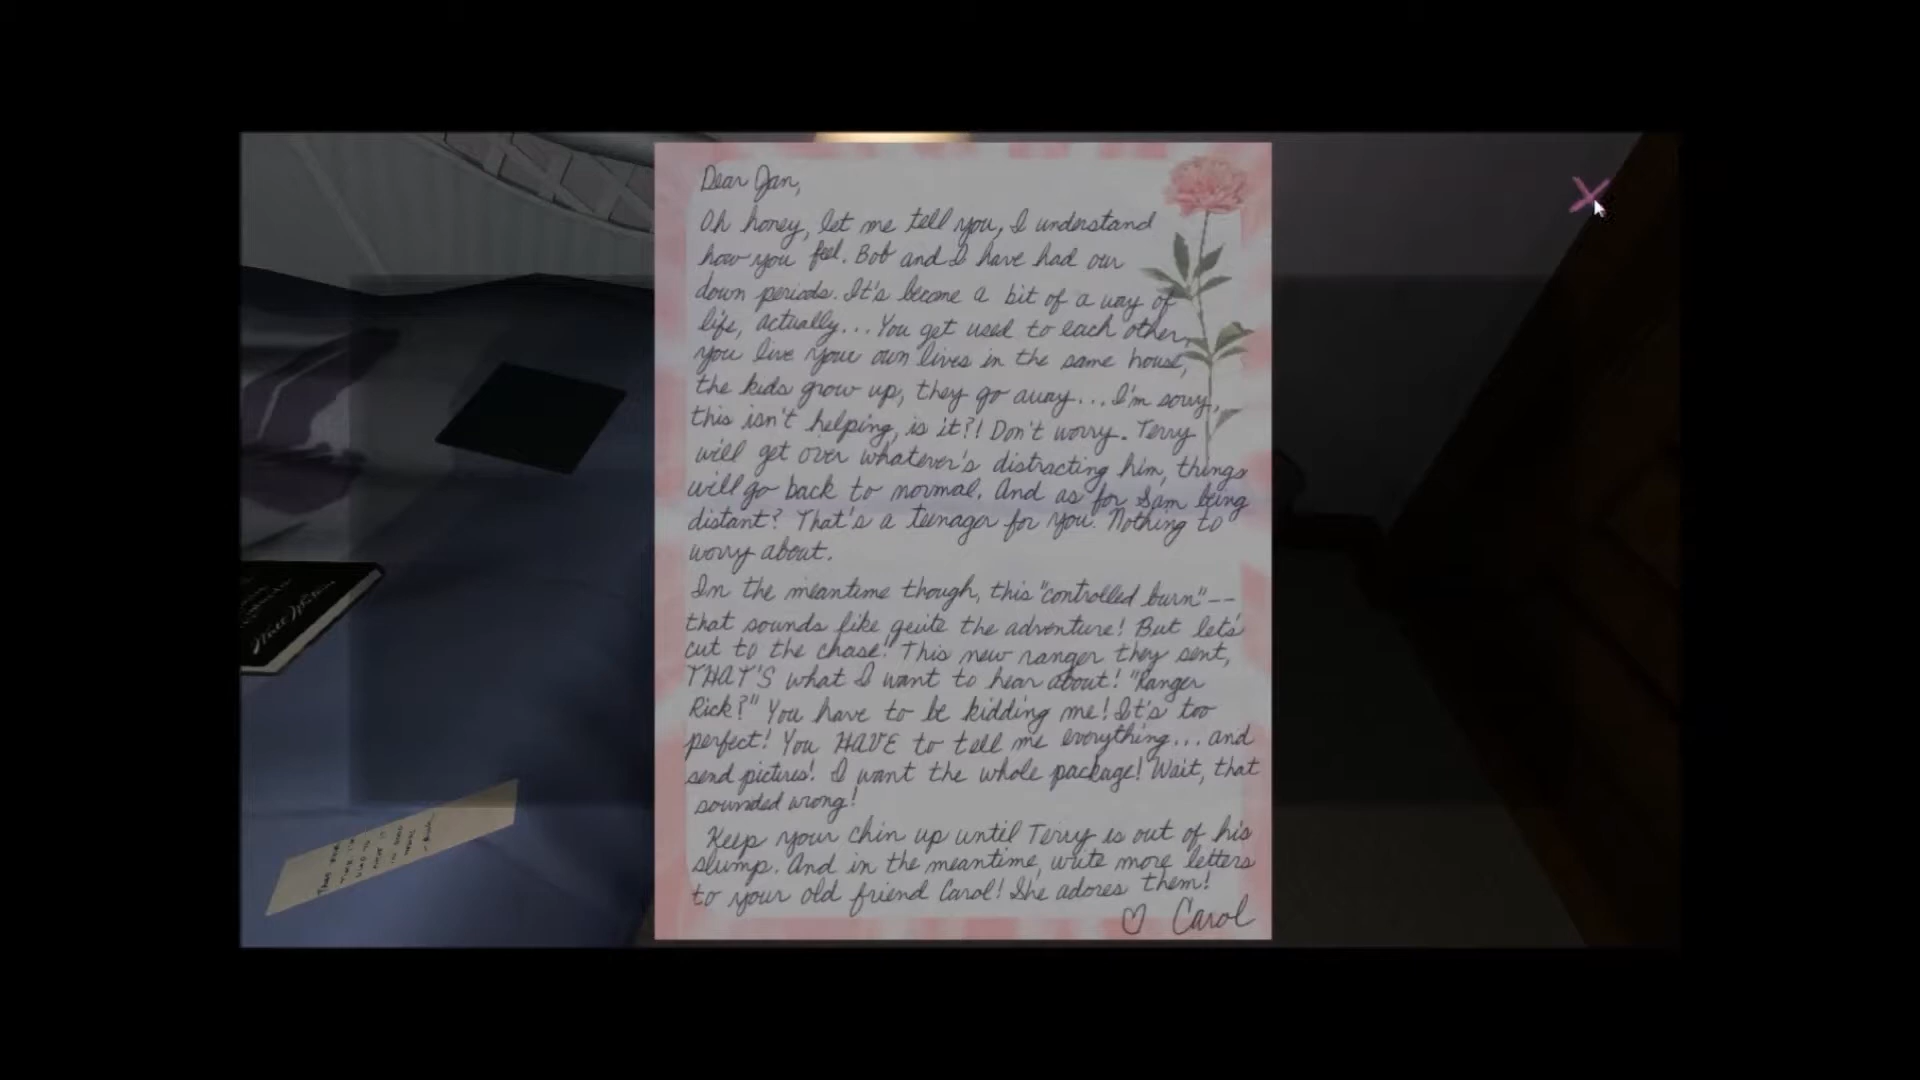 Dear Jan,
Oh honey, let me tell you, I understand
how you feel. Bob and I have had our
down periods. It's become a bit of a way of
life, actually... You get used to each other,
you live your own lives in the same house,
the kids grow up, they go away... I'm sorry,
this isn't helping, is it?! Don't worry. Terry
will get over whatever's distracting him, things
will go back to normal. And as for Sam being
distant? That's a teenager for you. Nothing to
worry about.
In the meantime though, this "controlled burn"--
that sounds like quite the adventure! But let's
cut to the chase! This new ranger they sent,
THAT'S what I want to hear about! "Ranger
Rick?" You have to be kidding me! It's too
perfect! You HAVE to tell me everything... and
send pictures! I want the whole package! Wait, that
sounded wrong!
Keep your chin up until Terry is out of his
slump. And in the meantime, write more letters
to your old friend Carol! She adores them!
♡ Carol